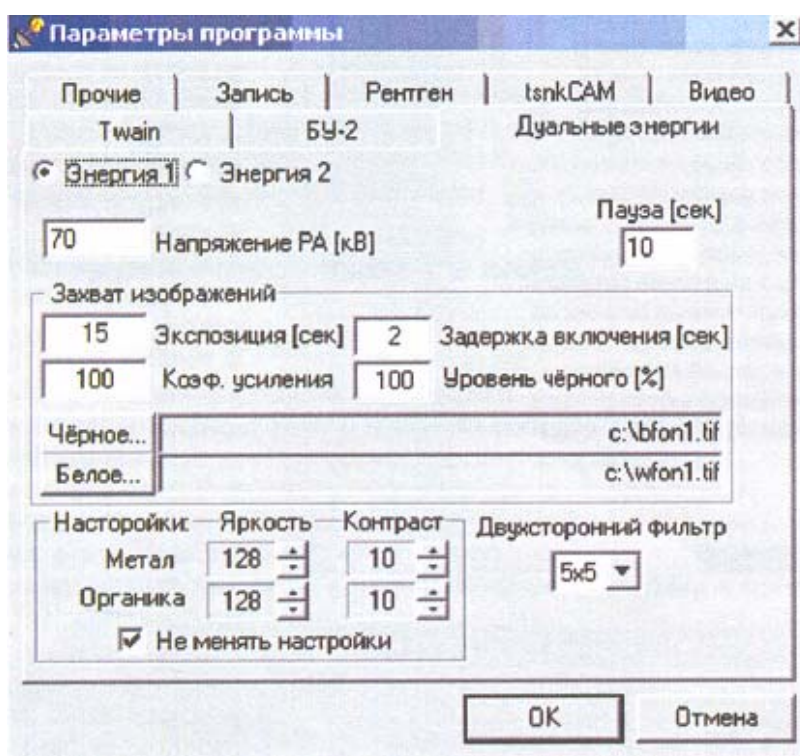 Параметры программы
Прочие Запись Рентген tsnkCAM Видео
Twain БУ-2 Дуальные энергии
Энергия 1 Энергия 2
70 Напряжение РА [кВ]
Пауза [сек]
10
Захват изображений
15 Экспозиция [сек] 2 Задержка включения [сек]
100 Коэф. усиления 100 Уровень чёрного [%]
Чёрное... c:\bfon1.tif
Белое... c:\wfon1.tif
Насторойки: Яркость Контраст
Метал 128 10
Органика 128 10
Не менять настройки
Двухсторонний фильтр
5x5
OK Отмена